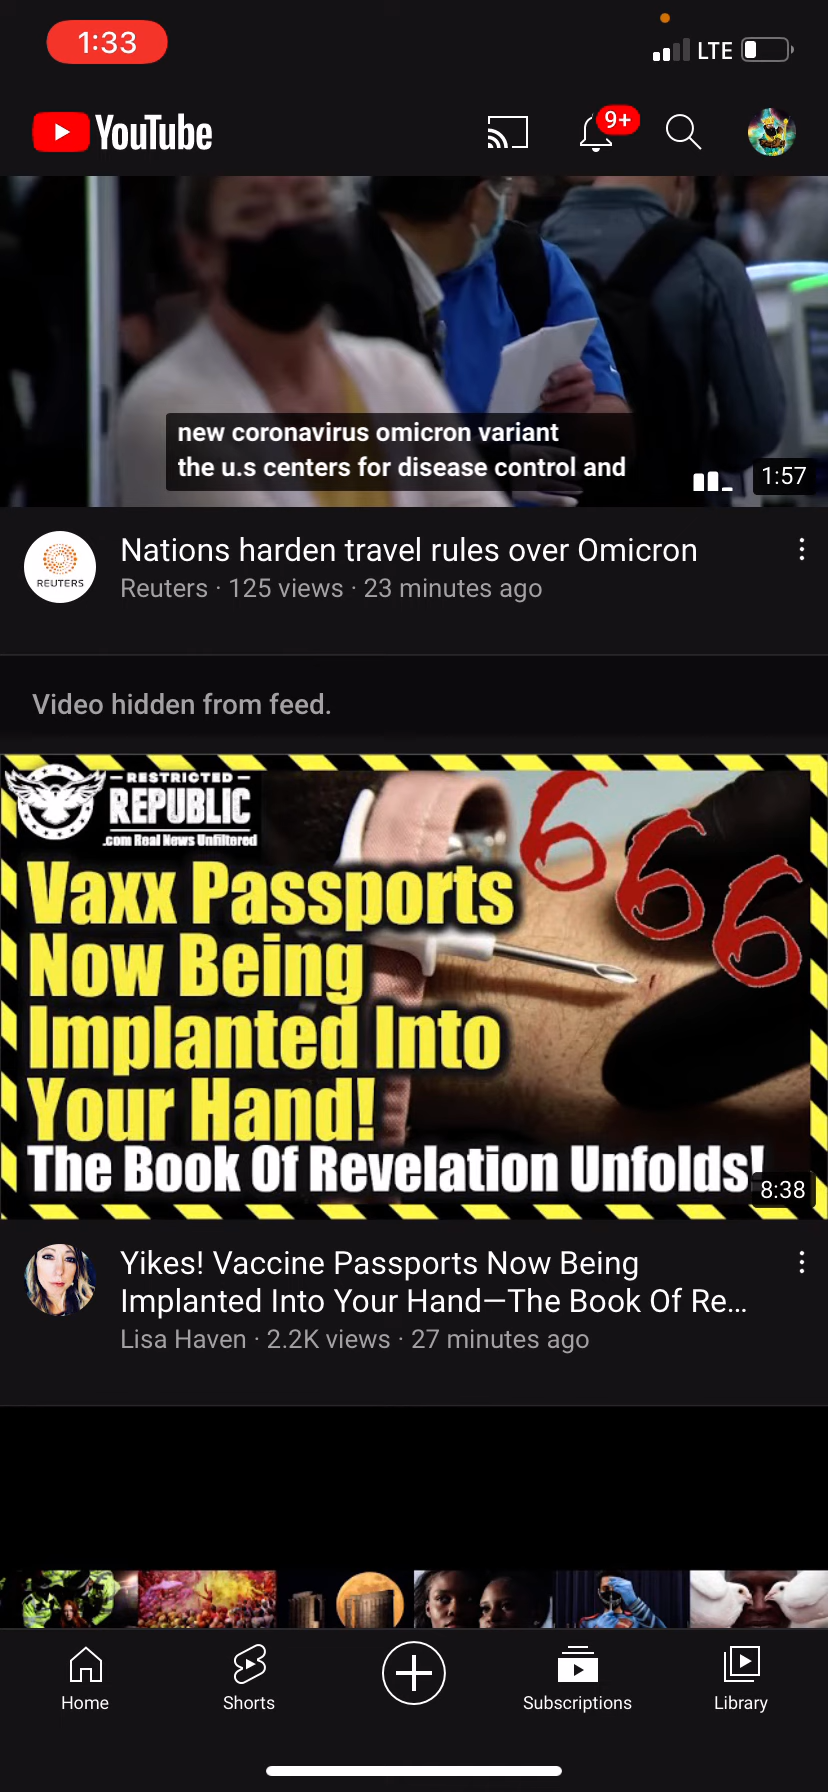 1:33
LTE
YouTube
9+
new coronavirus omicron variant
the u.s centers for disease control and
1:57
REUTERS
Nations harden travel rules over Omicron
Reuters · 125 views · 23 minutes ago
Video hidden from feed.
RESTRICTED
REPUBLIC
.com Real News Unfiltered
666
Vaxx Passports
Now Being
Implanted Into
Your Hand!
The Book Of Revelation Unfolds!
8:38
Yikes! Vaccine Passports Now Being
Implanted Into Your Hand—The Book Of Re...
Lisa Haven · 2.2K views · 27 minutes ago
Home
Shorts
Subscriptions
Library